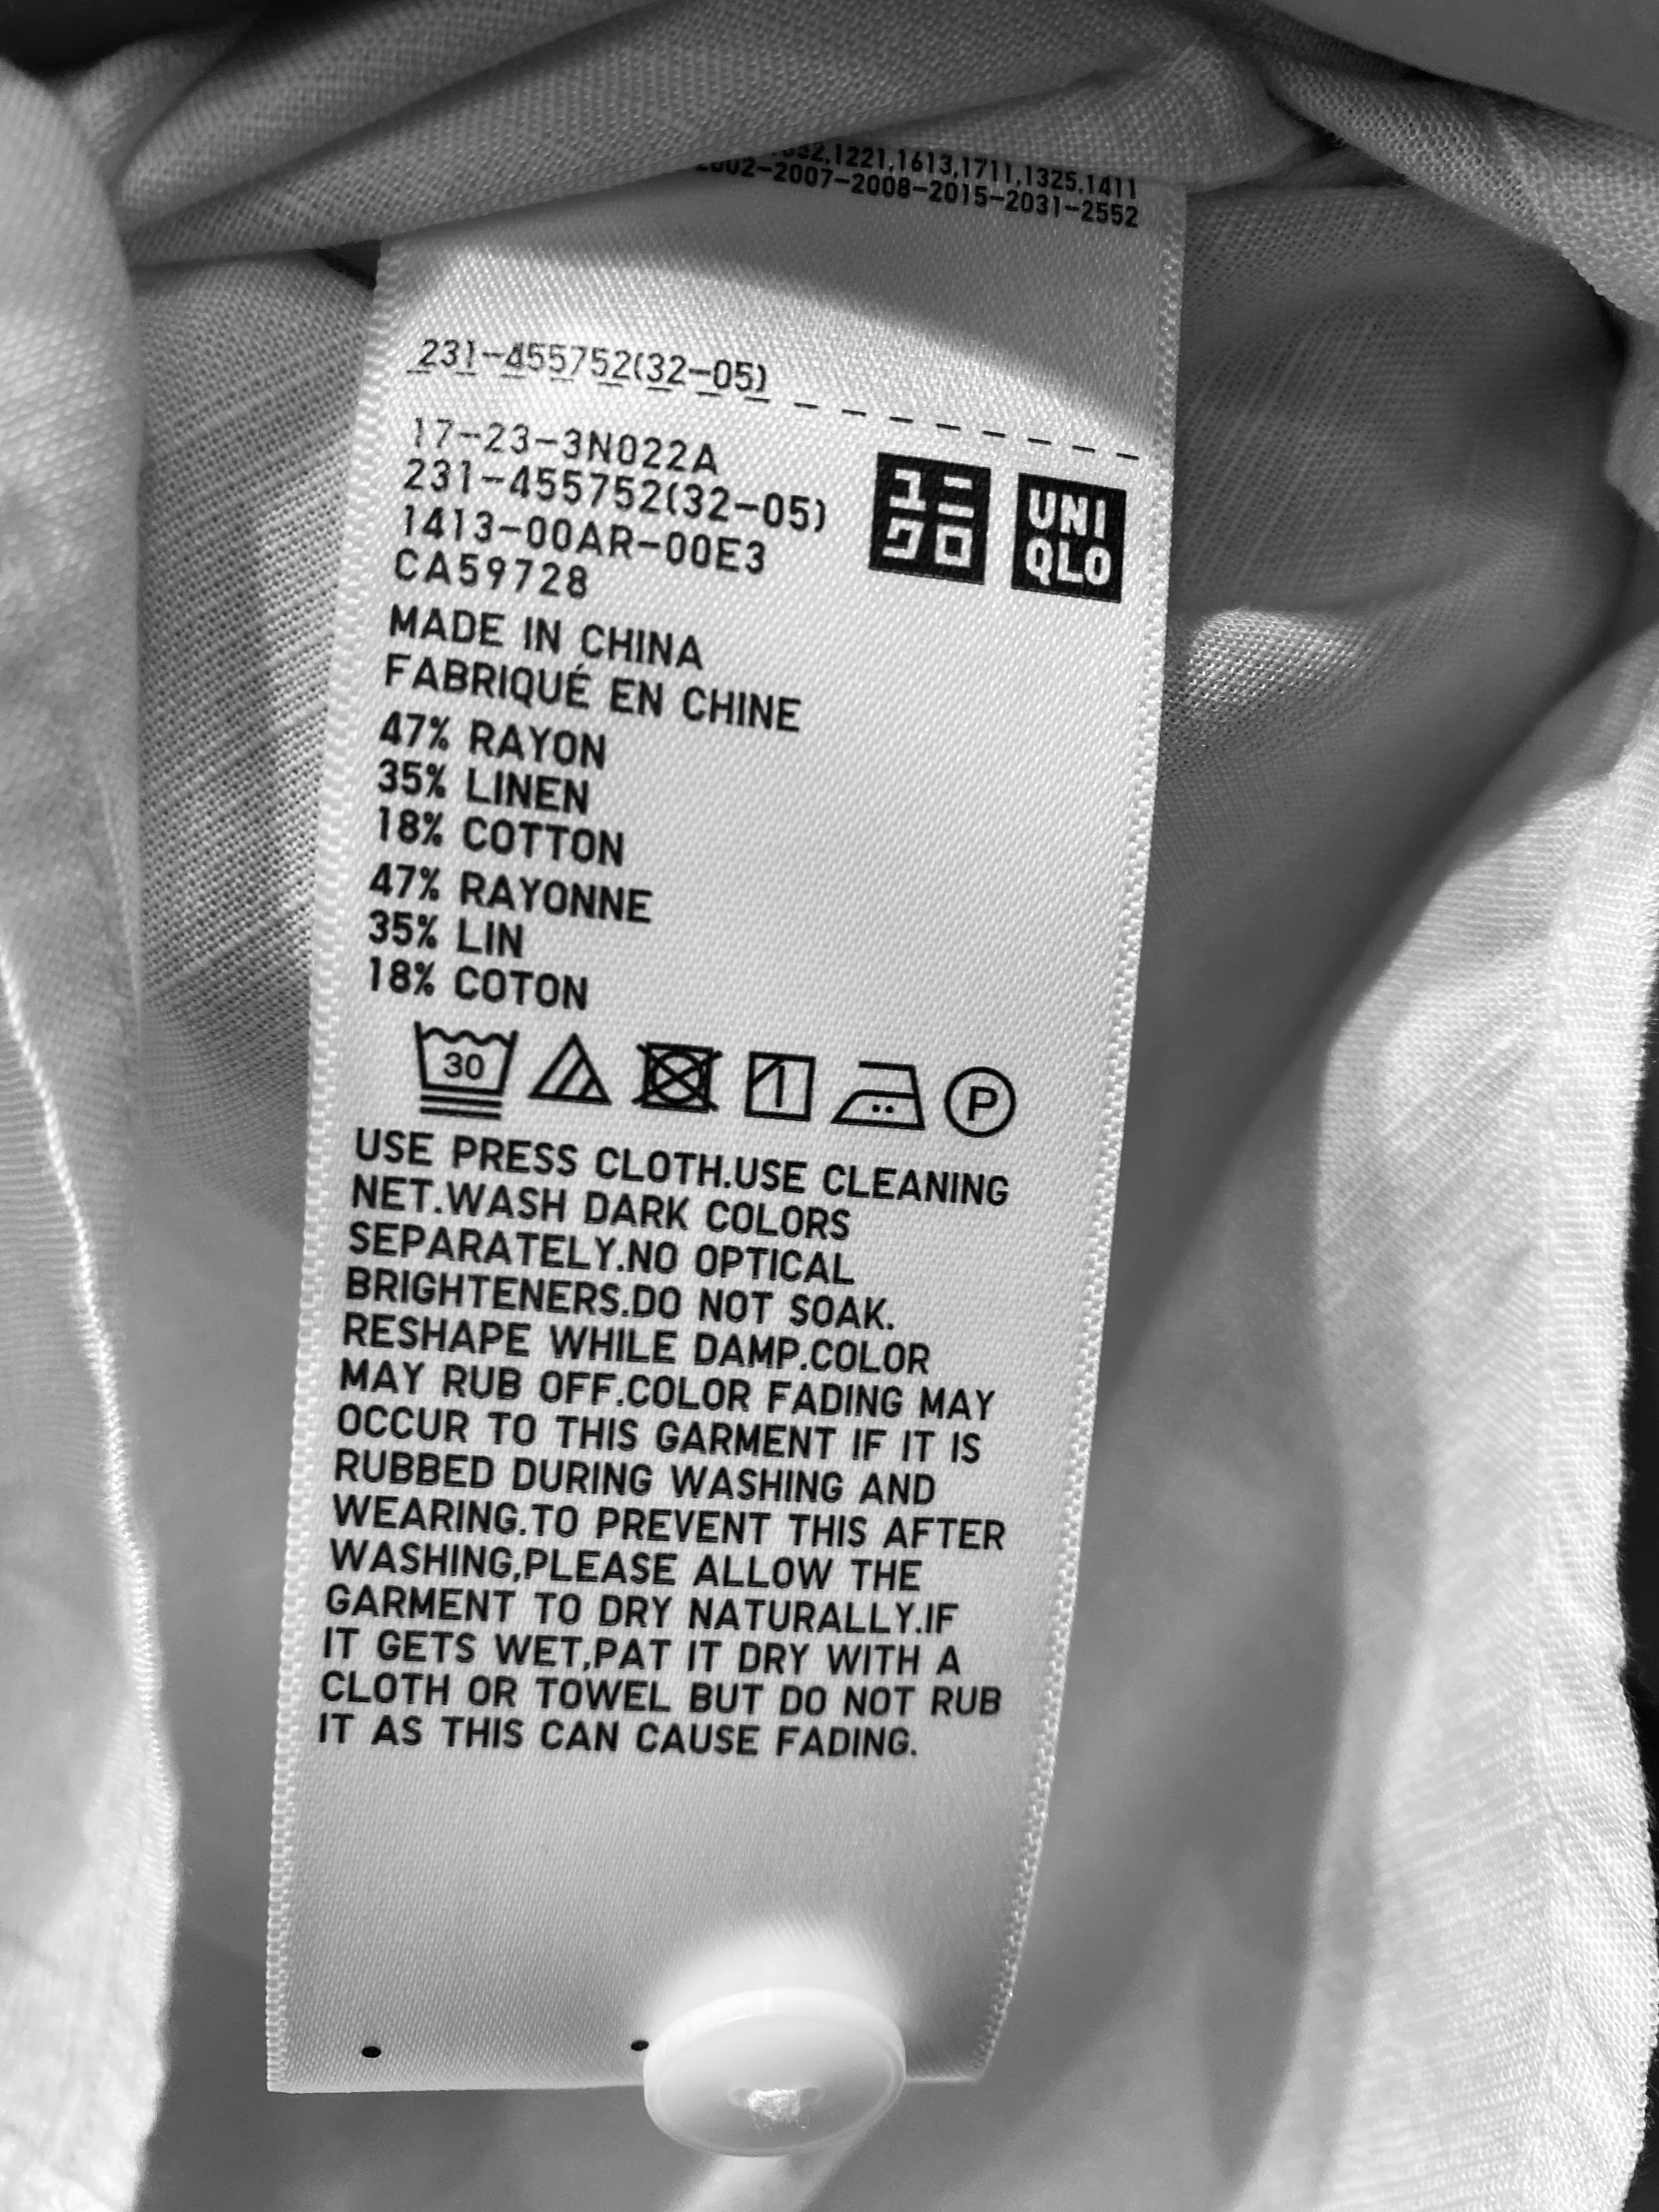 1221,1613,1711,1325,1411
2007-2008-2015-2031-2552
231-455752(32-05)
17-23-3N022A
231-455752(32-05)
1413-00AR-00E3
CA59728
ユニ
クロ
UNI
QLO
MADE IN CHINA
FABRIQUÉ EN CHINE
47% RAYON
35% LINEN
18% COTTON
47% RAYONNE
35% LIN
18% COTON
30
1
P
USE PRESS CLOTH.USE CLEANING
NET.WASH DARK COLORS
SEPARATELY.NO OPTICAL
BRIGHTENERS.DO NOT SOAK.
RESHAPE WHILE DAMP.COLOR
MAY RUB OFF.COLOR FADING MAY
OCCUR TO THIS GARMENT IF IT IS
RUBBED DURING WASHING AND
WEARING.TO PREVENT THIS AFTER
WASHING,PLEASE ALLOW THE
GARMENT TO DRY NATURALLY.IF
IT GETS WET,PAT IT DRY WITH A
CLOTH OR TOWEL BUT DO NOT RUB
IT AS THIS CAN CAUSE FADING.